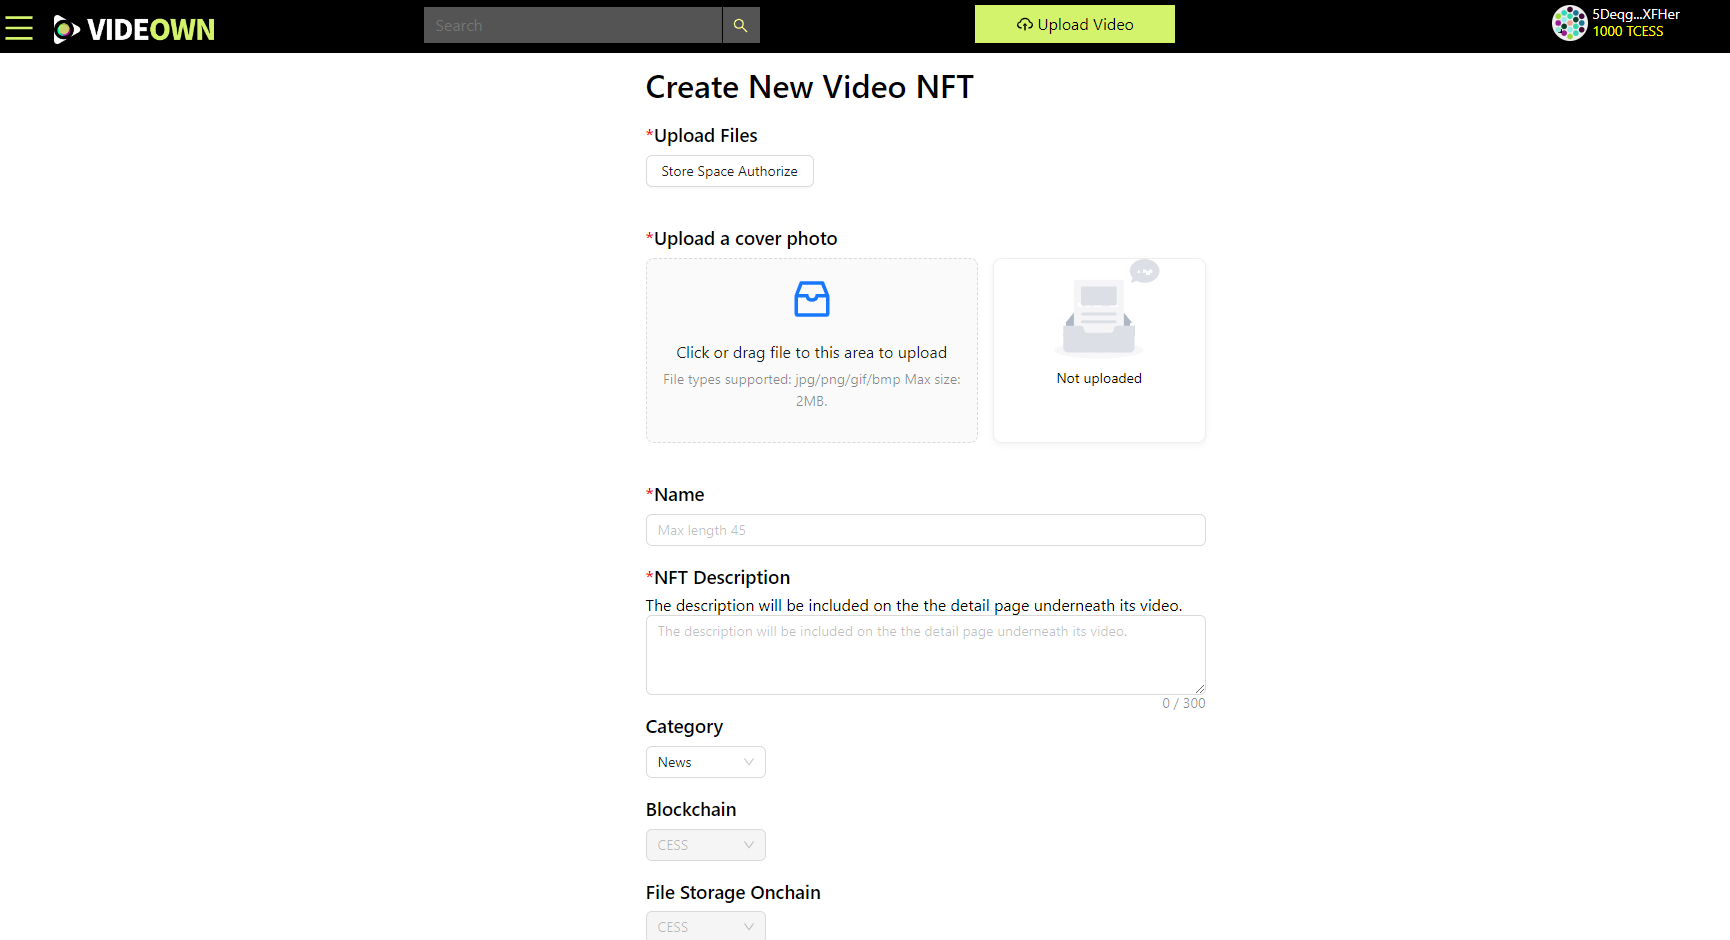 VIDEOWN
Search
Upload Video
5Deqg...XFHer
1000 TCESS
Create New Video NFT
*Upload Files
Store Space Authorize
*Upload a cover photo
Click or drag file to this area to upload
File types supported: jpg/png/gif/bmp Max size:
2MB.
Not uploaded
*Name
Max length 45
*NFT Description
The description will be included on the the detail page underneath its video.
The description will be included on the the detail page underneath its video.
0 / 300
Category
News
Blockchain
CESS
File Storage Onchain
CESS